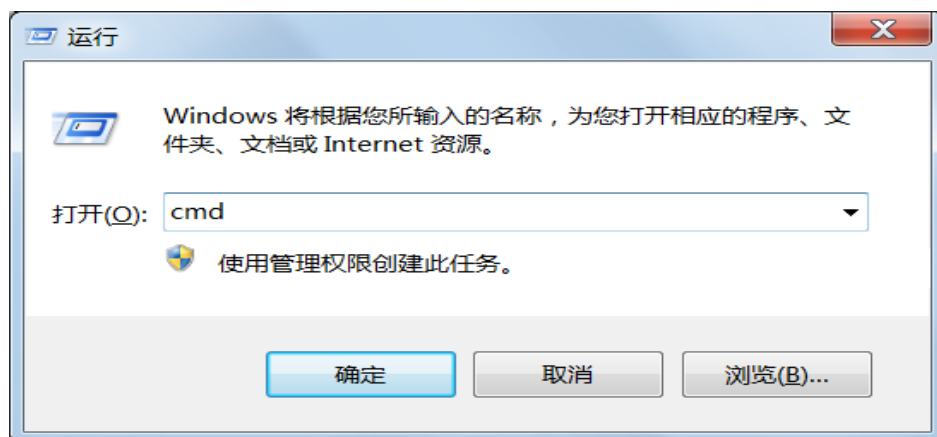 运行
Windows 将根据您所输入的名称，为您打开相应的程序、文
件夹、文档或 Internet 资源。
打开(O): cmd
使用管理权限创建此任务。
确定 取消 浏览(B)...